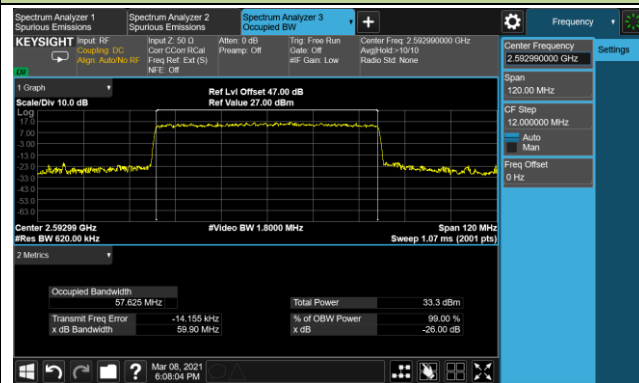 Spectrum Analyzer 1
Spurious Emissions
Spectrum Analyzer 2
Spurious Emissions
Spectrum Analyzer 3
Occupied BW
Frequency
KEYSIGHT
Input: RF
Coupling: DC
Align: Auto/No RF
Input Z: 50 Ω
Corr CCorr RCal
Freq Ref: Ext (S)
NFE: Off
Atten: 0 dB
Preamp: Off
Trig: Free Run
Gate: Off
#IF Gain: Low
Center Freq: 2.592990000 GHz
Avg|Hold:>10/10
Radio Std: None
Center Frequency
2.592990000 GHz
Settings
Span
120.00 MHz
CF Step
12.000000 MHz
Auto
Man
Freq Offset
0 Hz
1 Graph
Scale/Div 10.0 dB
Ref Lvl Offset 47.00 dB
Ref Value 27.00 dBm
Log
17.0
7.00
-3.00
-13.0
-23.0
-33.0
-43.0
-53.0
-63.0
Center 2.59299 GHz
#Res BW 620.00 kHz
#Video BW 1.8000 MHz
Span 120 MHz
Sweep 1.07 ms (2001 pts)
2 Metrics
Occupied Bandwidth
57.625 MHz
Total Power
33.3 dBm
Transmit Freq Error
-14.155 kHz
% of OBW Power
99.00 %
x dB Bandwidth
59.90 MHz
x dB
-26.00 dB
Mar 08, 2021
6:08:04 PM